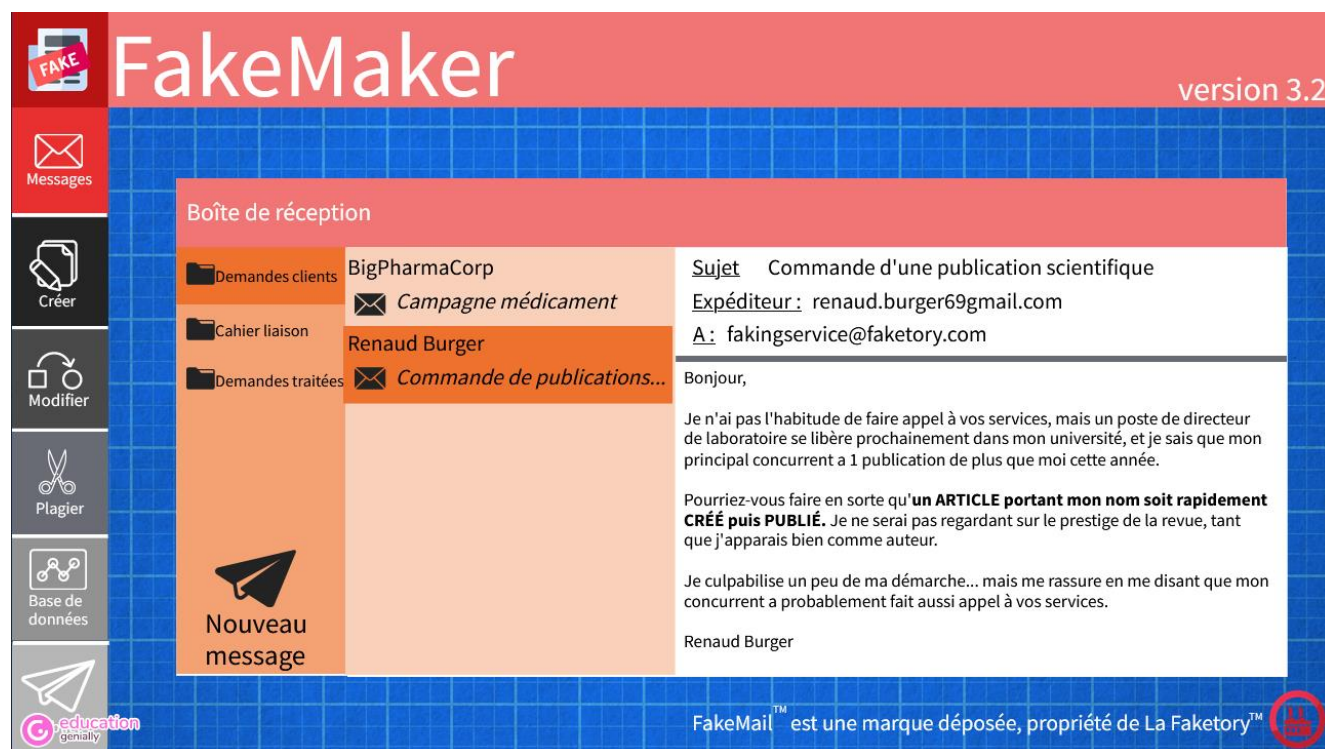 FAKE
FakeMaker
version 3.2
Messages
Créer
Modifier
Plagier
Base de
données
Boîte de réception
Demandes clients
Cahier liaison
Demandes traitées
Nouveau
message
BigPharmaCorp
Campagne médicament
Renaud Burger
Commande de publications...
Sujet Commande d'une publication scientifique
Expéditeur : renaud.burger69gmail.com
A : fakingservice@faketory.com
Bonjour,
Je n'ai pas l'habitude de faire appel à vos services, mais un poste de directeur
de laboratoire se libère prochainement dans mon université, et je sais que mon
principal concurrent a 1 publication de plus que moi cette année.
Pourriez-vous faire en sorte qu'un ARTICLE portant mon nom soit rapidement
CRÉÉ puis PUBLIÉ. Je ne serai pas regardant sur le prestige de la revue, tant
que j'apparais bien comme auteur.
Je culpabilise un peu de ma démarche... mais me rassure en me disant que mon
concurrent a probablement fait aussi appel à vos services.
Renaud Burger
education
genially
FakeMail™ est une marque déposée, propriété de La Faketory™